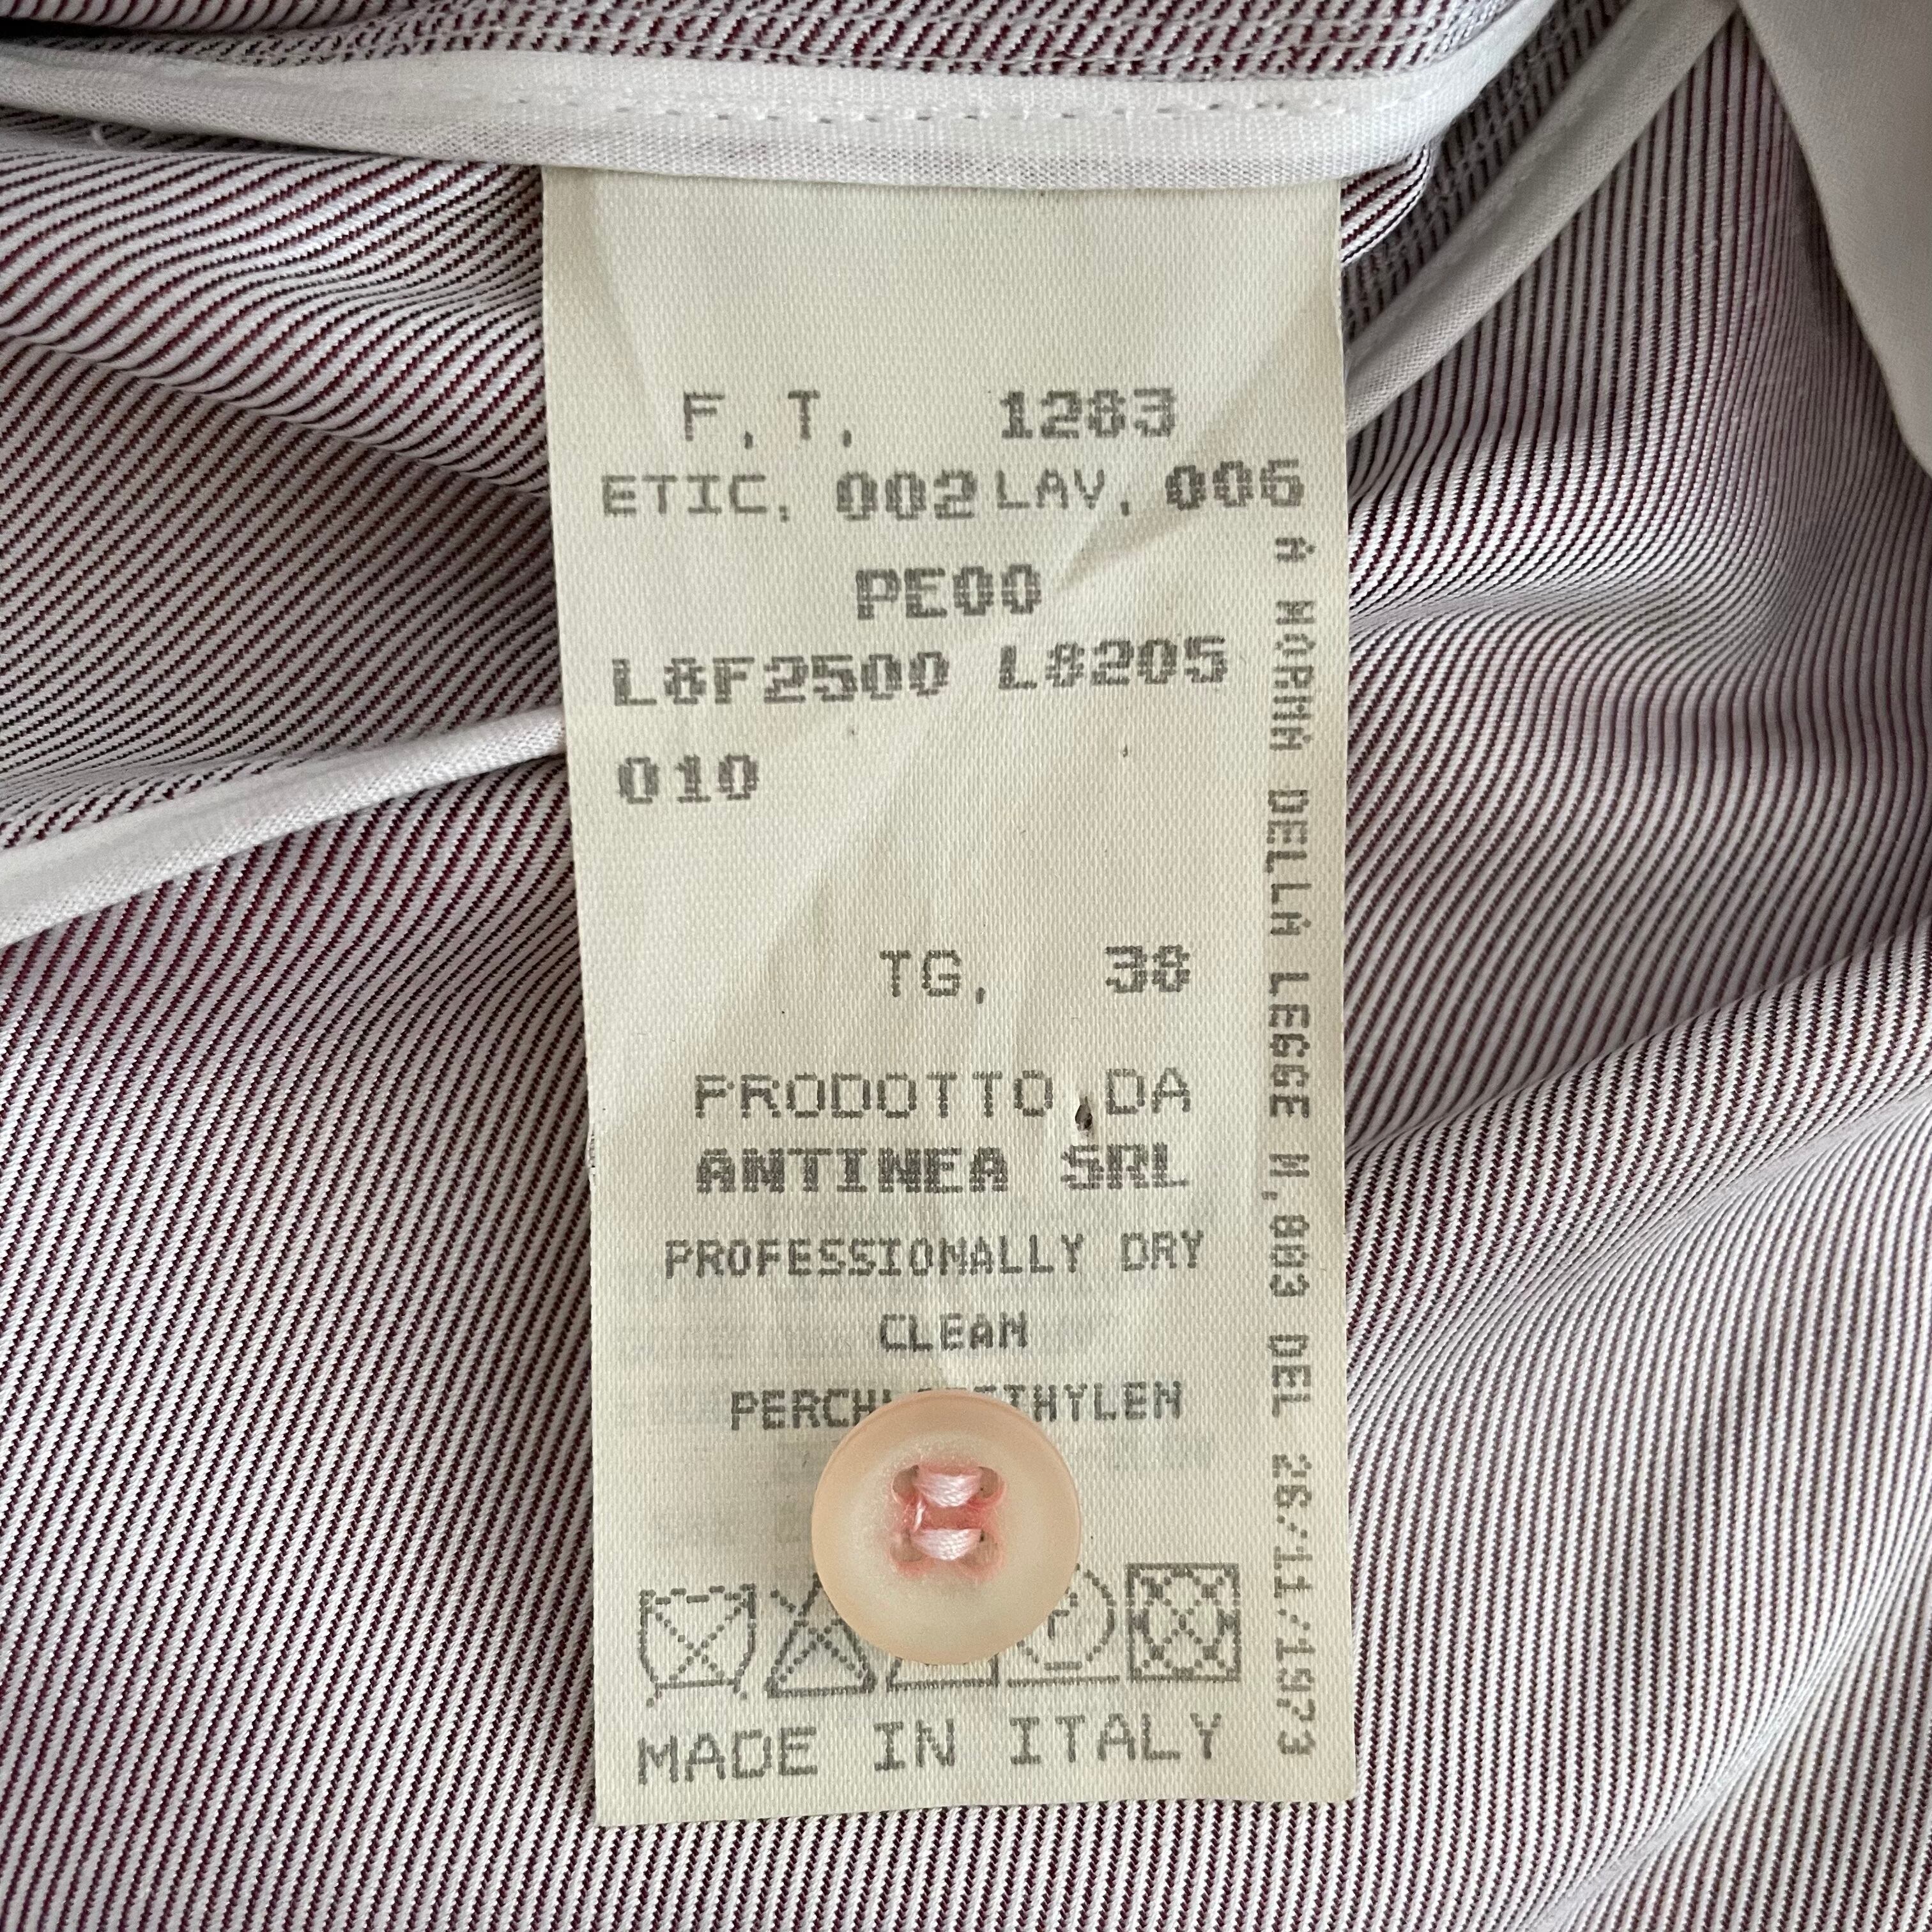 F. T. 1283
ETIC. 002 LAV. 006
PE00
L8F2500 L8205
010
TG. 38
PRODOTTO DA
ANTINEA SRL
PROFESSIONALLY DRY
CLEAN
MADE IN ITALY
A NORMA DELLA LEGGE N.883 DEL 26/11/1973